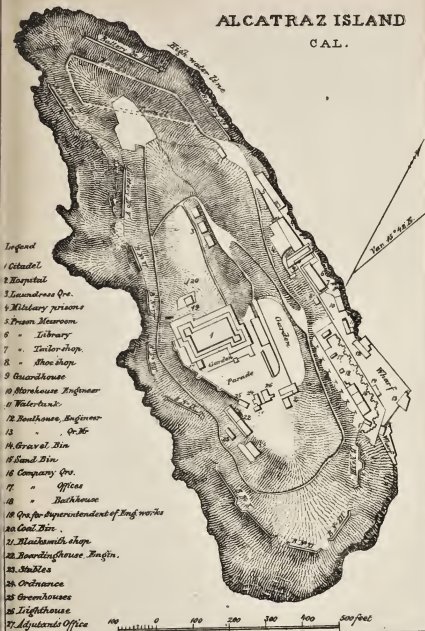 ALCATRAZ ISLAND
CAL.
High water line
Var. 16° 42' E
Garden
Garden
Parade
Wharf
Legend
1 Citadel
2 Hospital
3 Laundress Qrs.
4 Military prisons
5 Prison Messroom
6 " Library
7 " Tailorshop
8 " Shoe shop
9 Guardhouse
10 Storehouse Engineer
11 Watertank
12 Boathouse, Engineer
13 " Qr. Mr
14 Gravel Bin
15 Sand Bin
16 Company Qrs.
17 " Offices
18 " Bathhouse
19 Qrs. for Superintendent of Eng. works
20 Coal Bin
21 Blacksmith shop
22 Boardinghouse, Engin.
23 Stables
24 Ordnance
25 Greenhouses
26 Lighthouse
27 Adjutants Office
100 0 100 200 300 400 500 feet